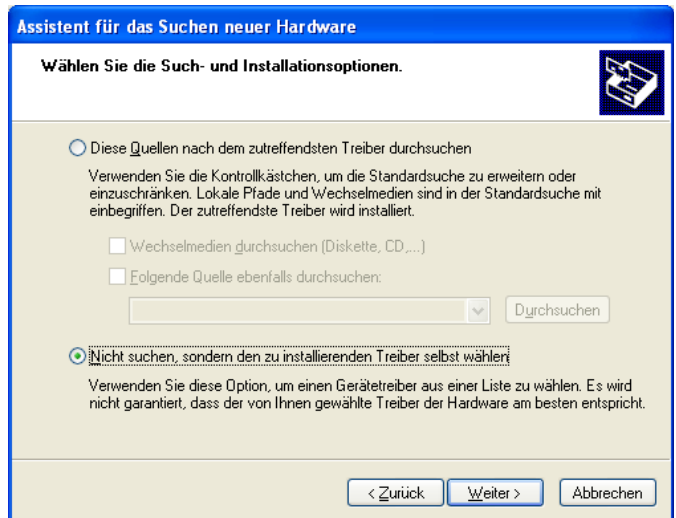 Assistent für das Suchen neuer Hardware
Wählen Sie die Such- und Installationsoptionen.
Diese Quellen nach dem zutreffendsten Treiber durchsuchen
Verwenden Sie die Kontrollkästchen, um die Standardsuche zu erweitern oder
einzuschränken. Lokale Pfade und Wechselmedien sind in der Standardsuche mit
einbegriffen. Der zutreffendste Treiber wird installiert.
Wechselmedien durchsuchen (Diskette, CD,...)
Folgende Quelle ebenfalls durchsuchen:
Durchsuchen
Nicht suchen, sondern den zu installierenden Treiber selbst wählen
Verwenden Sie diese Option, um einen Gerätetreiber aus einer Liste zu wählen. Es wird
nicht garantiert, dass der von Ihnen gewählte Treiber der Hardware am besten entspricht.
< Zurück Weiter > Abbrechen